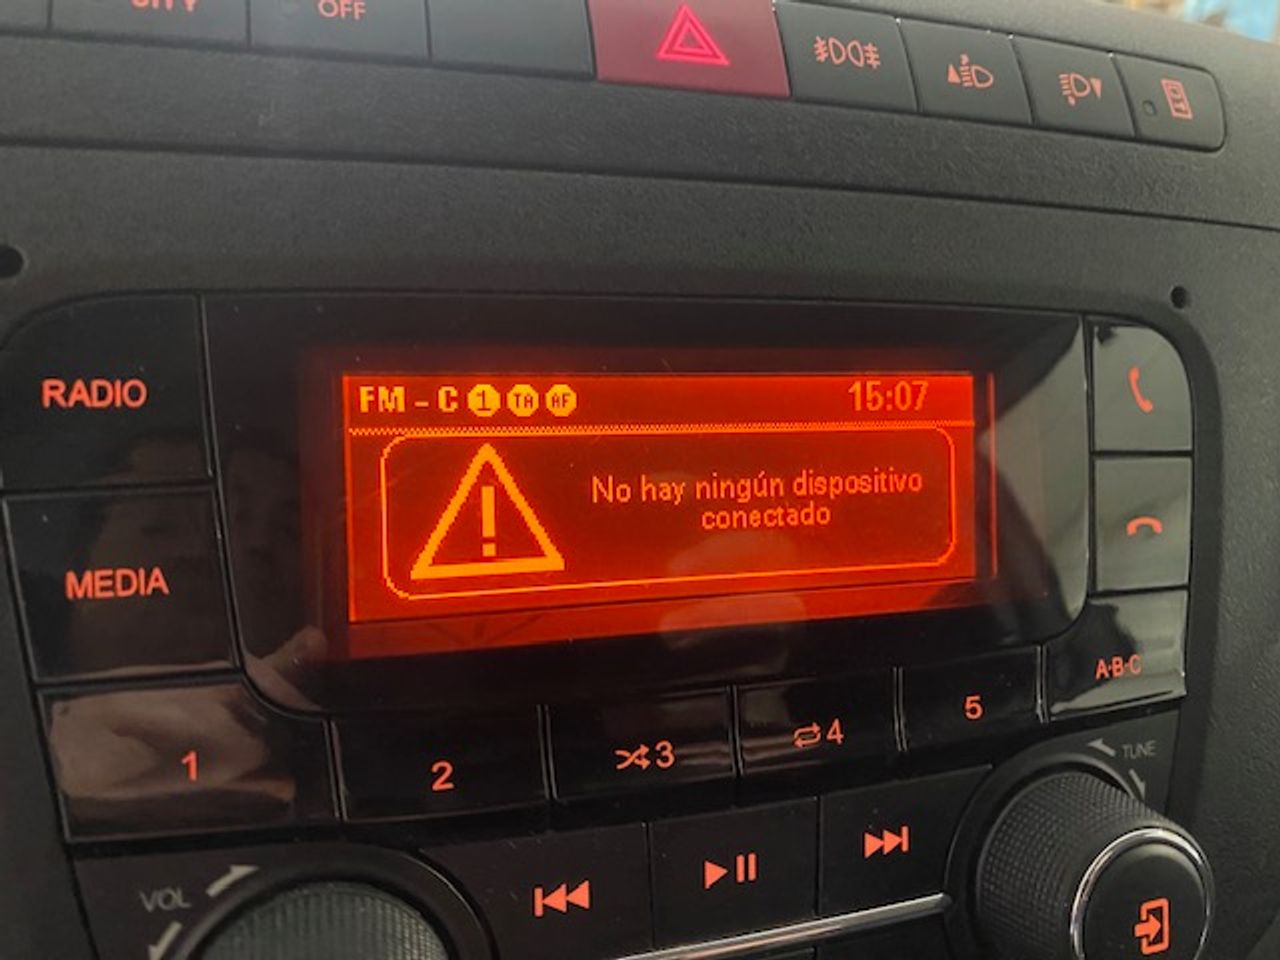 OFF
RADIO
FM - C 1 TA AF 15:07
No hay ningún dispositivo
conectado
MEDIA
A·B·C
1
2
3
4
5
TUNE
VOL